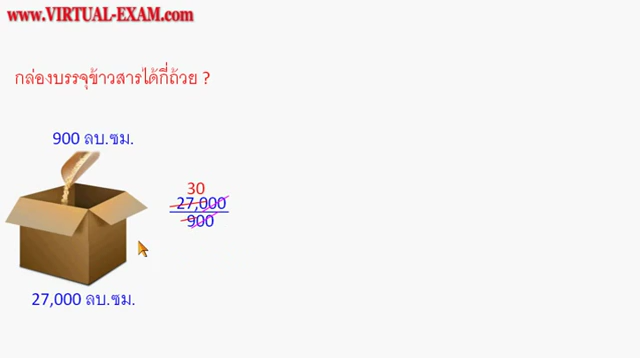 www.VIRTUAL-EXAM.com
กล่องบรรจุข้าวสารได้กี่ถ้วย ?
900 ลบ.ซม.
30
27,000
900
27,000 ลบ.ซม.